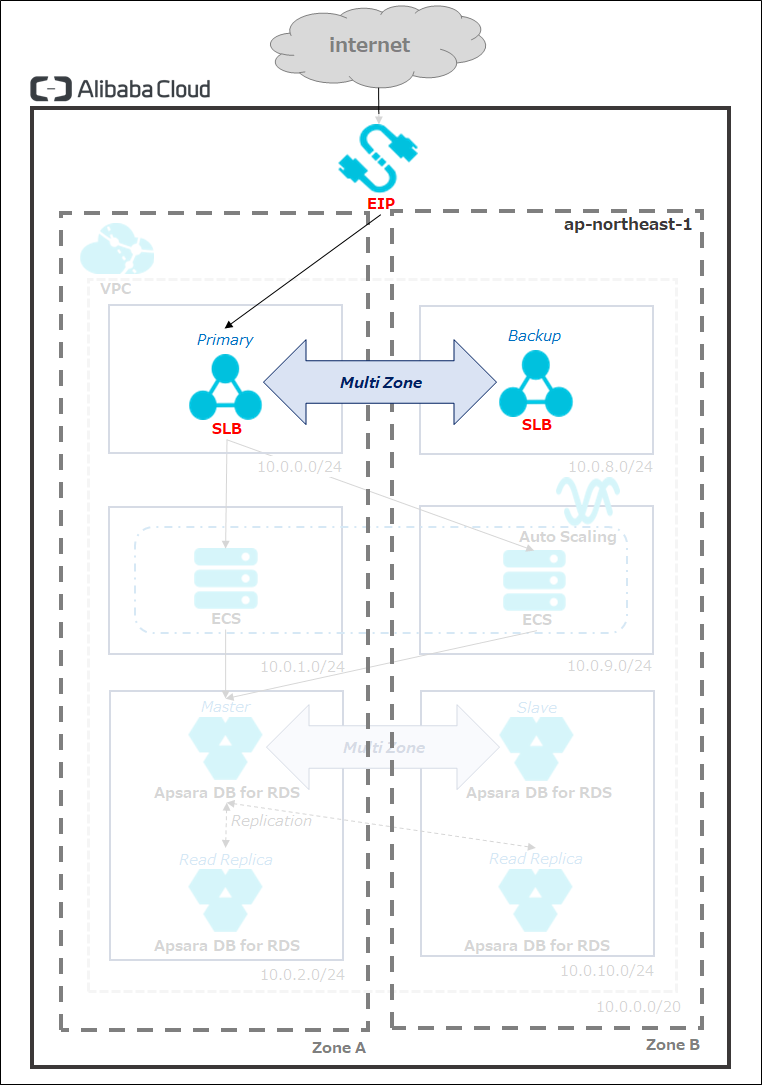 internet
Alibaba Cloud
EIP
ap-northeast-1
VPC
Primary
Backup
Multi Zone
SLB
SLB
10.0.0.0/24
10.0.8.0/24
Auto Scaling
ECS
ECS
10.0.1.0/24
10.0.9.0/24
Master
Slave
Multi Zone
Apsara DB for RDS
Apsara DB for RDS
Replication
Read Replica
Read Replica
Apsara DB for RDS
Apsara DB for RDS
10.0.2.0/24
10.0.10.0/24
10.0.0.0/20
Zone A
Zone B